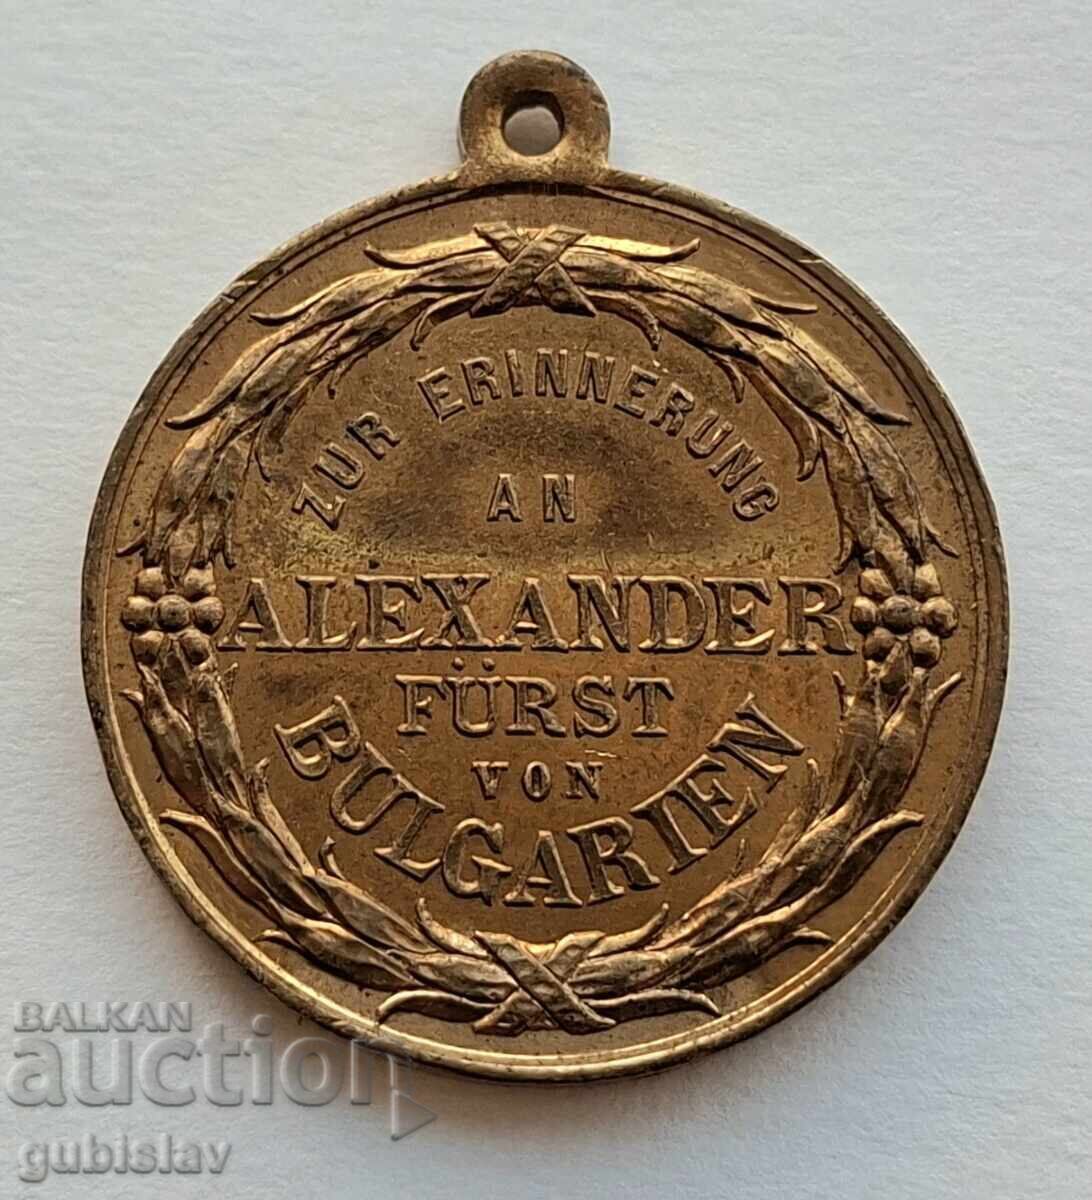 ZUR ERINNERUNG
AN
ALEXANDER
FÜRST
VON
BULGARIEN
BALKAN
auction
gubislav